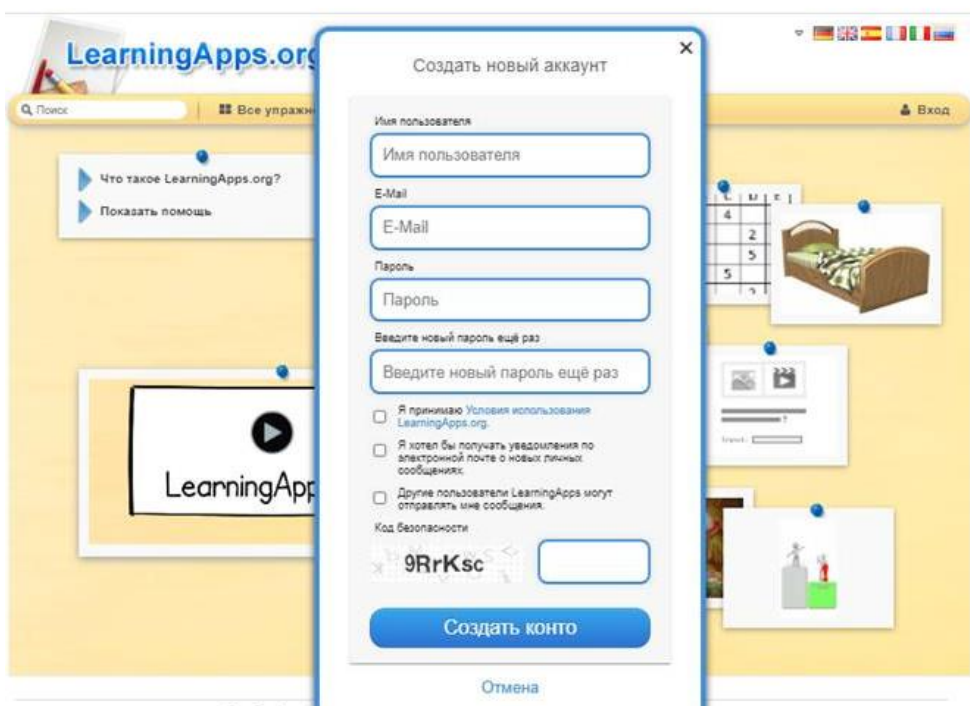 LearningApps.org
Поиск
Все упражн
Вход
Что такое LearningApps.org?
Показать помощь
LearningApp
Создать новый аккаунт
Имя пользователя
Имя пользователя
E-Mail
E-Mail
Пароль
Пароль
Введите новый пароль ещё раз
Введите новый пароль ещё раз
Я принимаю Условия использования
LearningApps.org.
Я хотел бы получать уведомления по
электронной почте о новых личных
сообщениях.
Другие пользователи LearningApps могут
отправлять мне сообщения.
Код безопасности
9RrKsc
Создать конто
Отмена
4
2
5
5
?